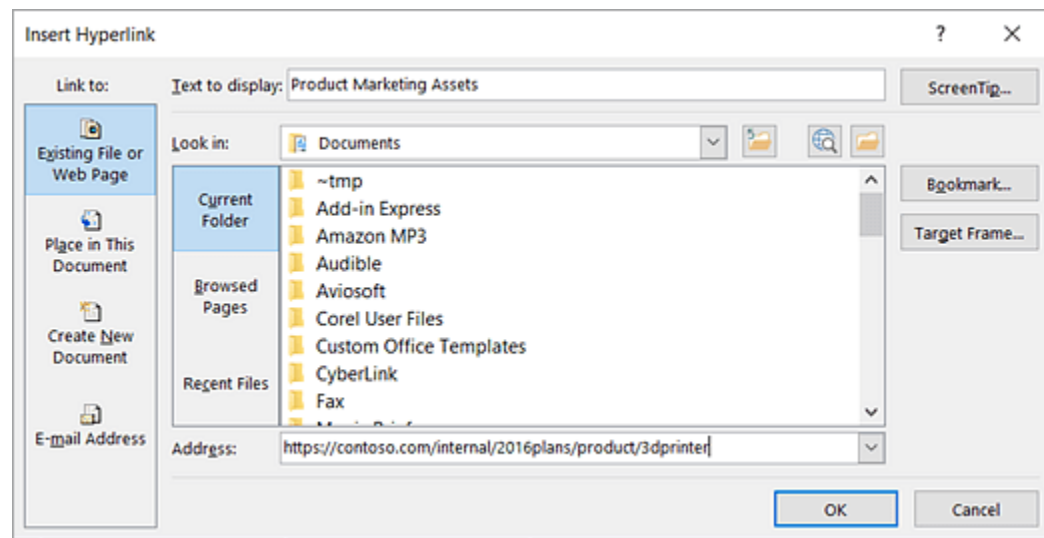 Insert Hyperlink
?
Link to:
Text to display:
Product Marketing Assets
ScreenTip...
Existing File or
Web Page
Look in:
Documents
Current
Folder
~tmp
Add-in Express
Amazon MP3
Audible
Aviosoft
Corel User Files
Custom Office Templates
CyberLink
Fax
Bookmark...
Target Frame...
Place in This
Document
Browsed
Pages
Create New
Document
Recent Files
E-mail Address
Address:
https://contoso.com/internal/2016plans/product/3dprinter
OK
Cancel